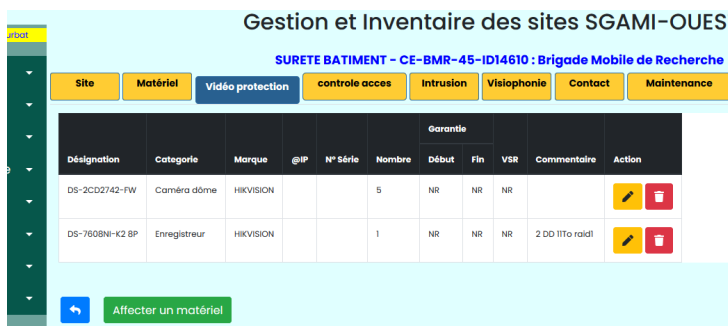 Gestion et Inventaire des sites SGAMI-OUES
urbat
SURETE BATIMENT - CE-BMR-45-ID14610 : Brigade Mobile de Recherche
Site Matériel Vidéo protection controle acces Intrusion Visiophonie Contact Maintenance
Garantie
Désignation Categorie Marque @IP N° Série Nombre Début Fin VSR Commentaire Action
DS-2CD2742-FW Caméra dôme HIKVISION 5 NR NR NR
DS-7608NI-K2 8P Enregistreur HIKVISION 1 NR NR NR 2 DD 11To raid1
Affecter un matériel